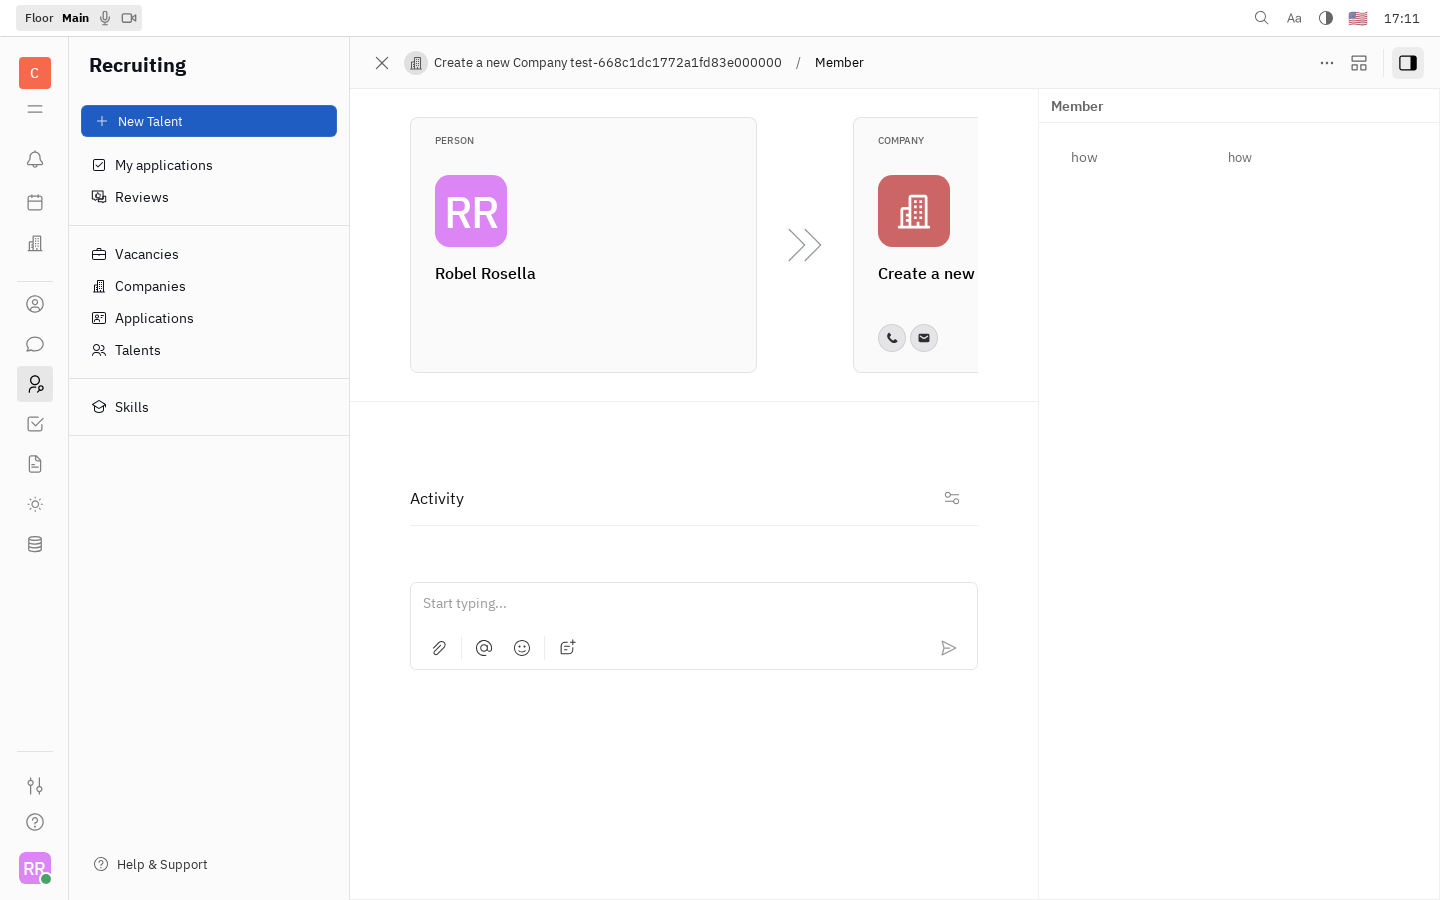 Floor Main
Aa
17:11
C
Recruiting
New Talent
My applications
Reviews
Vacancies
Companies
Applications
Talents
Skills
Help & Support
RR
Create a new Company test-668c1dc1772a1fd83e000000 / Member
PERSON
RR
Robel Rosella
COMPANY
Create a new
Activity
Start typing...
Member
how how